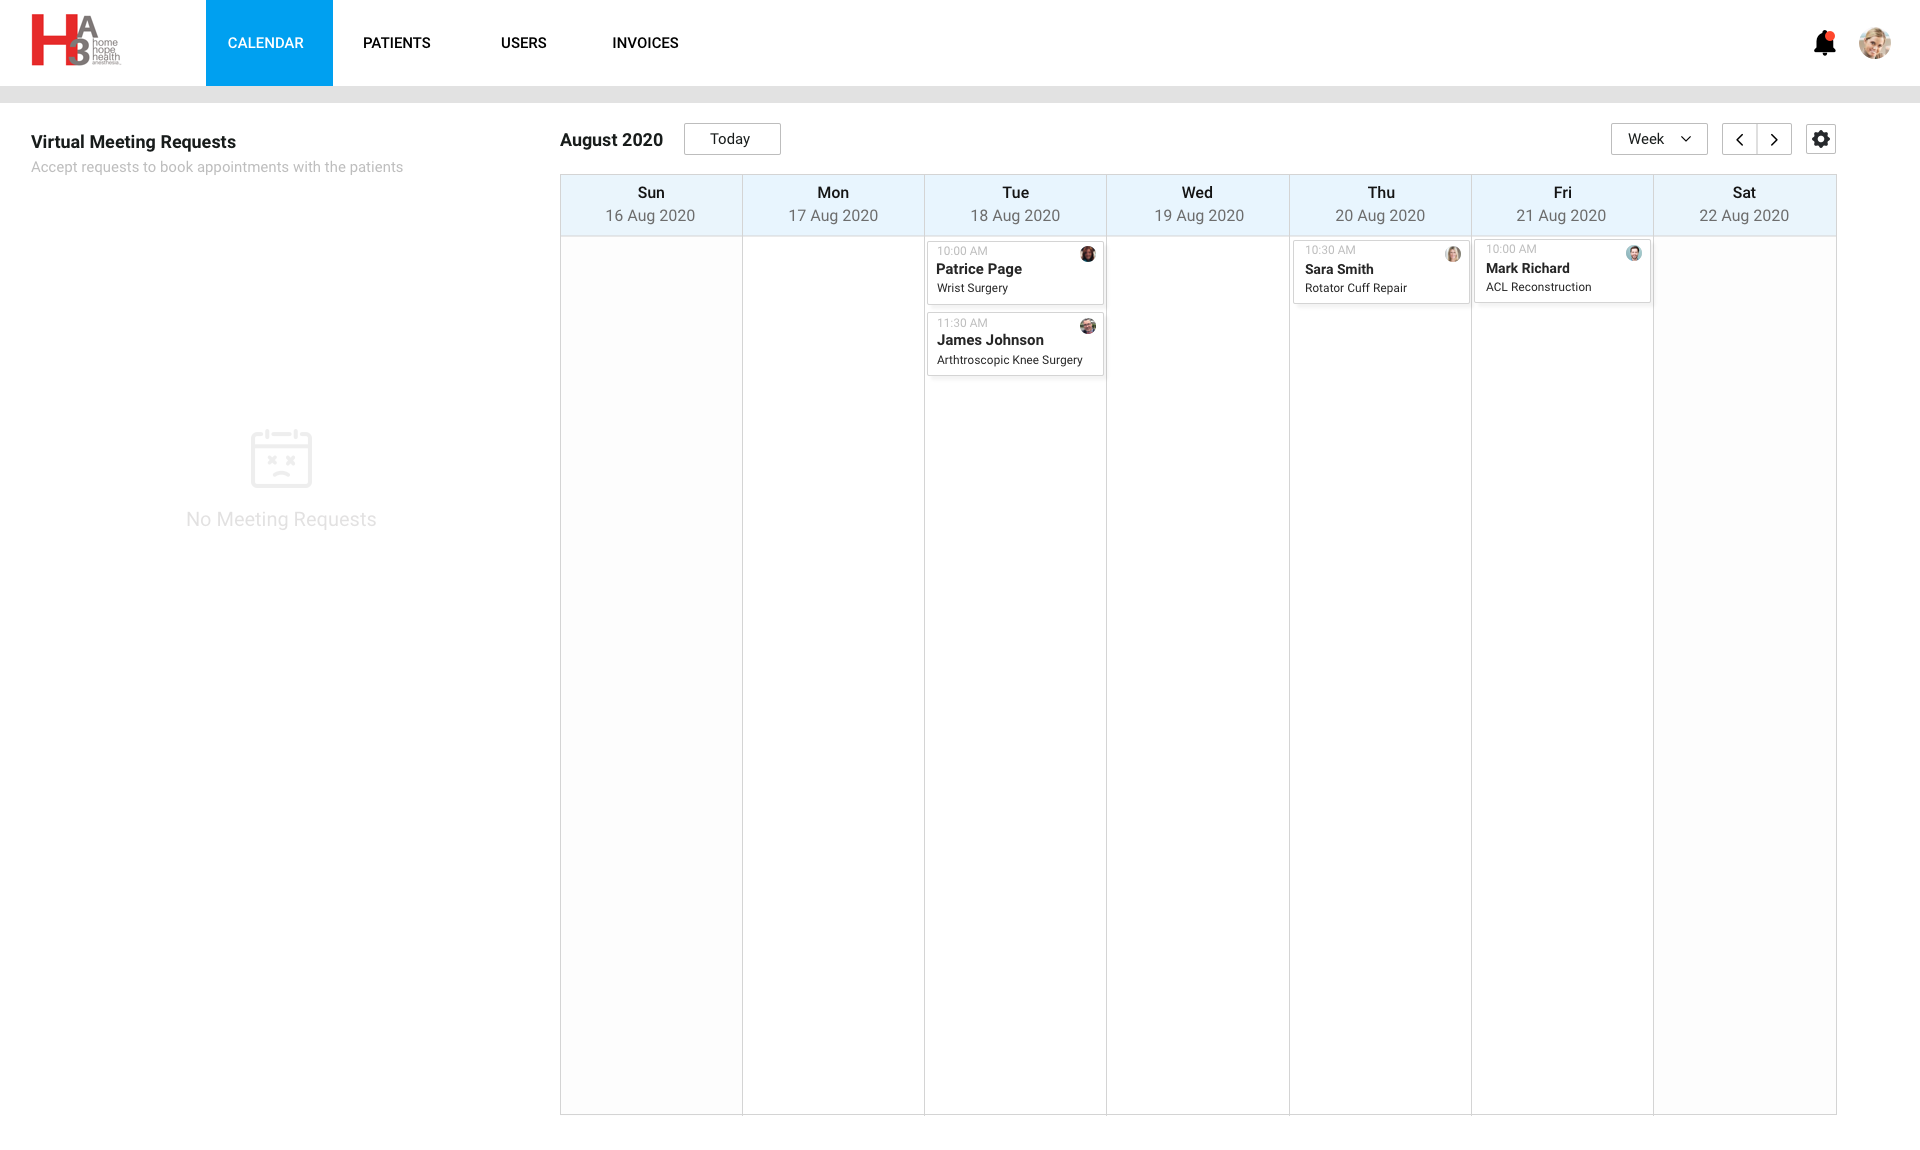 HA3
home
hope
health
anesthesia
CALENDAR
PATIENTS
USERS
INVOICES
Virtual Meeting Requests
Accept requests to book appointments with the patients
No Meeting Requests
August 2020
Today
Week
Sun
16 Aug 2020
Mon
17 Aug 2020
Tue
18 Aug 2020
Wed
19 Aug 2020
Thu
20 Aug 2020
Fri
21 Aug 2020
Sat
22 Aug 2020
10:00 AM
Patrice Page
Wrist Surgery
11:30 AM
James Johnson
Arthtroscopic Knee Surgery
10:30 AM
Sara Smith
Rotator Cuff Repair
10:00 AM
Mark Richard
ACL Reconstruction